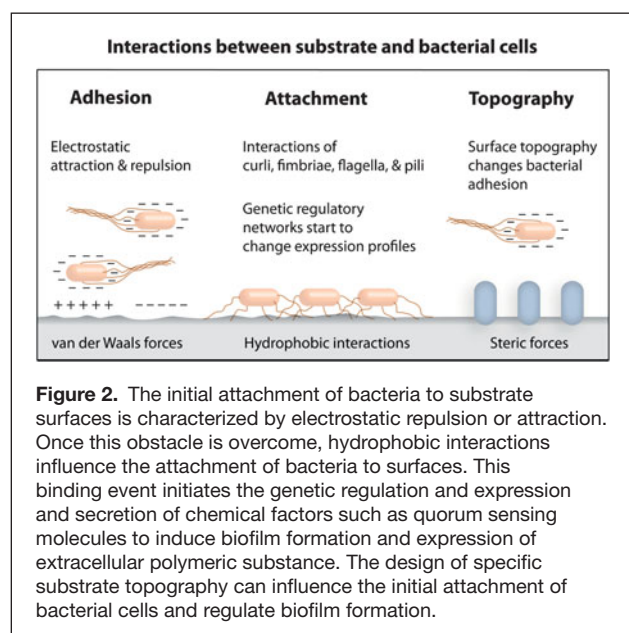 Interactions between substrate and bacterial cells
Adhesion
Electrostatic
attraction & repulsion
+++++
-----
van der Waals forces
Attachment
Interactions of
curli, fimbriae, flagella, & pili
Genetic regulatory
networks start to
change expression profiles
Hydrophobic interactions
Topography
Surface topography
changes bacterial
adhesion
Steric forces
Figure 2. The initial attachment of bacteria to substrate
surfaces is characterized by electrostatic repulsion or attraction.
Once this obstacle is overcome, hydrophobic interactions
influence the attachment of bacteria to surfaces. This
binding event initiates the genetic regulation and expression
and secretion of chemical factors such as quorum sensing
molecules to induce biofilm formation and expression of
extracellular polymeric substance. The design of specific
substrate topography can influence the initial attachment of
bacterial cells and regulate biofilm formation.